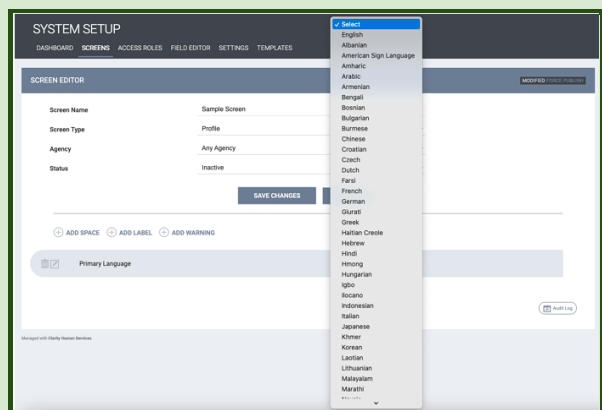 SYSTEM SETUP
DASHBOARD SCREENS ACCESS ROLES FIELD EDITOR SETTINGS TEMPLATES
SCREEN EDITOR
MODIFIED FORCE PUBLISH
Screen Name Sample Screen
Screen Type Profile
Agency Any Agency
Status Inactive
SAVE CHANGES
ADD SPACE ADD LABEL ADD WARNING
Primary Language
Audit Log
Managed with Clarity Human Services
✓ Select
English
Albanian
American Sign Language
Amharic
Arabic
Armenian
Bengali
Bosnian
Bulgarian
Burmese
Chinese
Croatian
Czech
Dutch
Farsi
French
German
Giurati
Greek
Haitian Creole
Hebrew
Hindi
Hmong
Hungarian
Igbo
Ilocano
Indonesian
Italian
Japanese
Khmer
Korean
Laotian
Lithuanian
Malayalam
Marathi